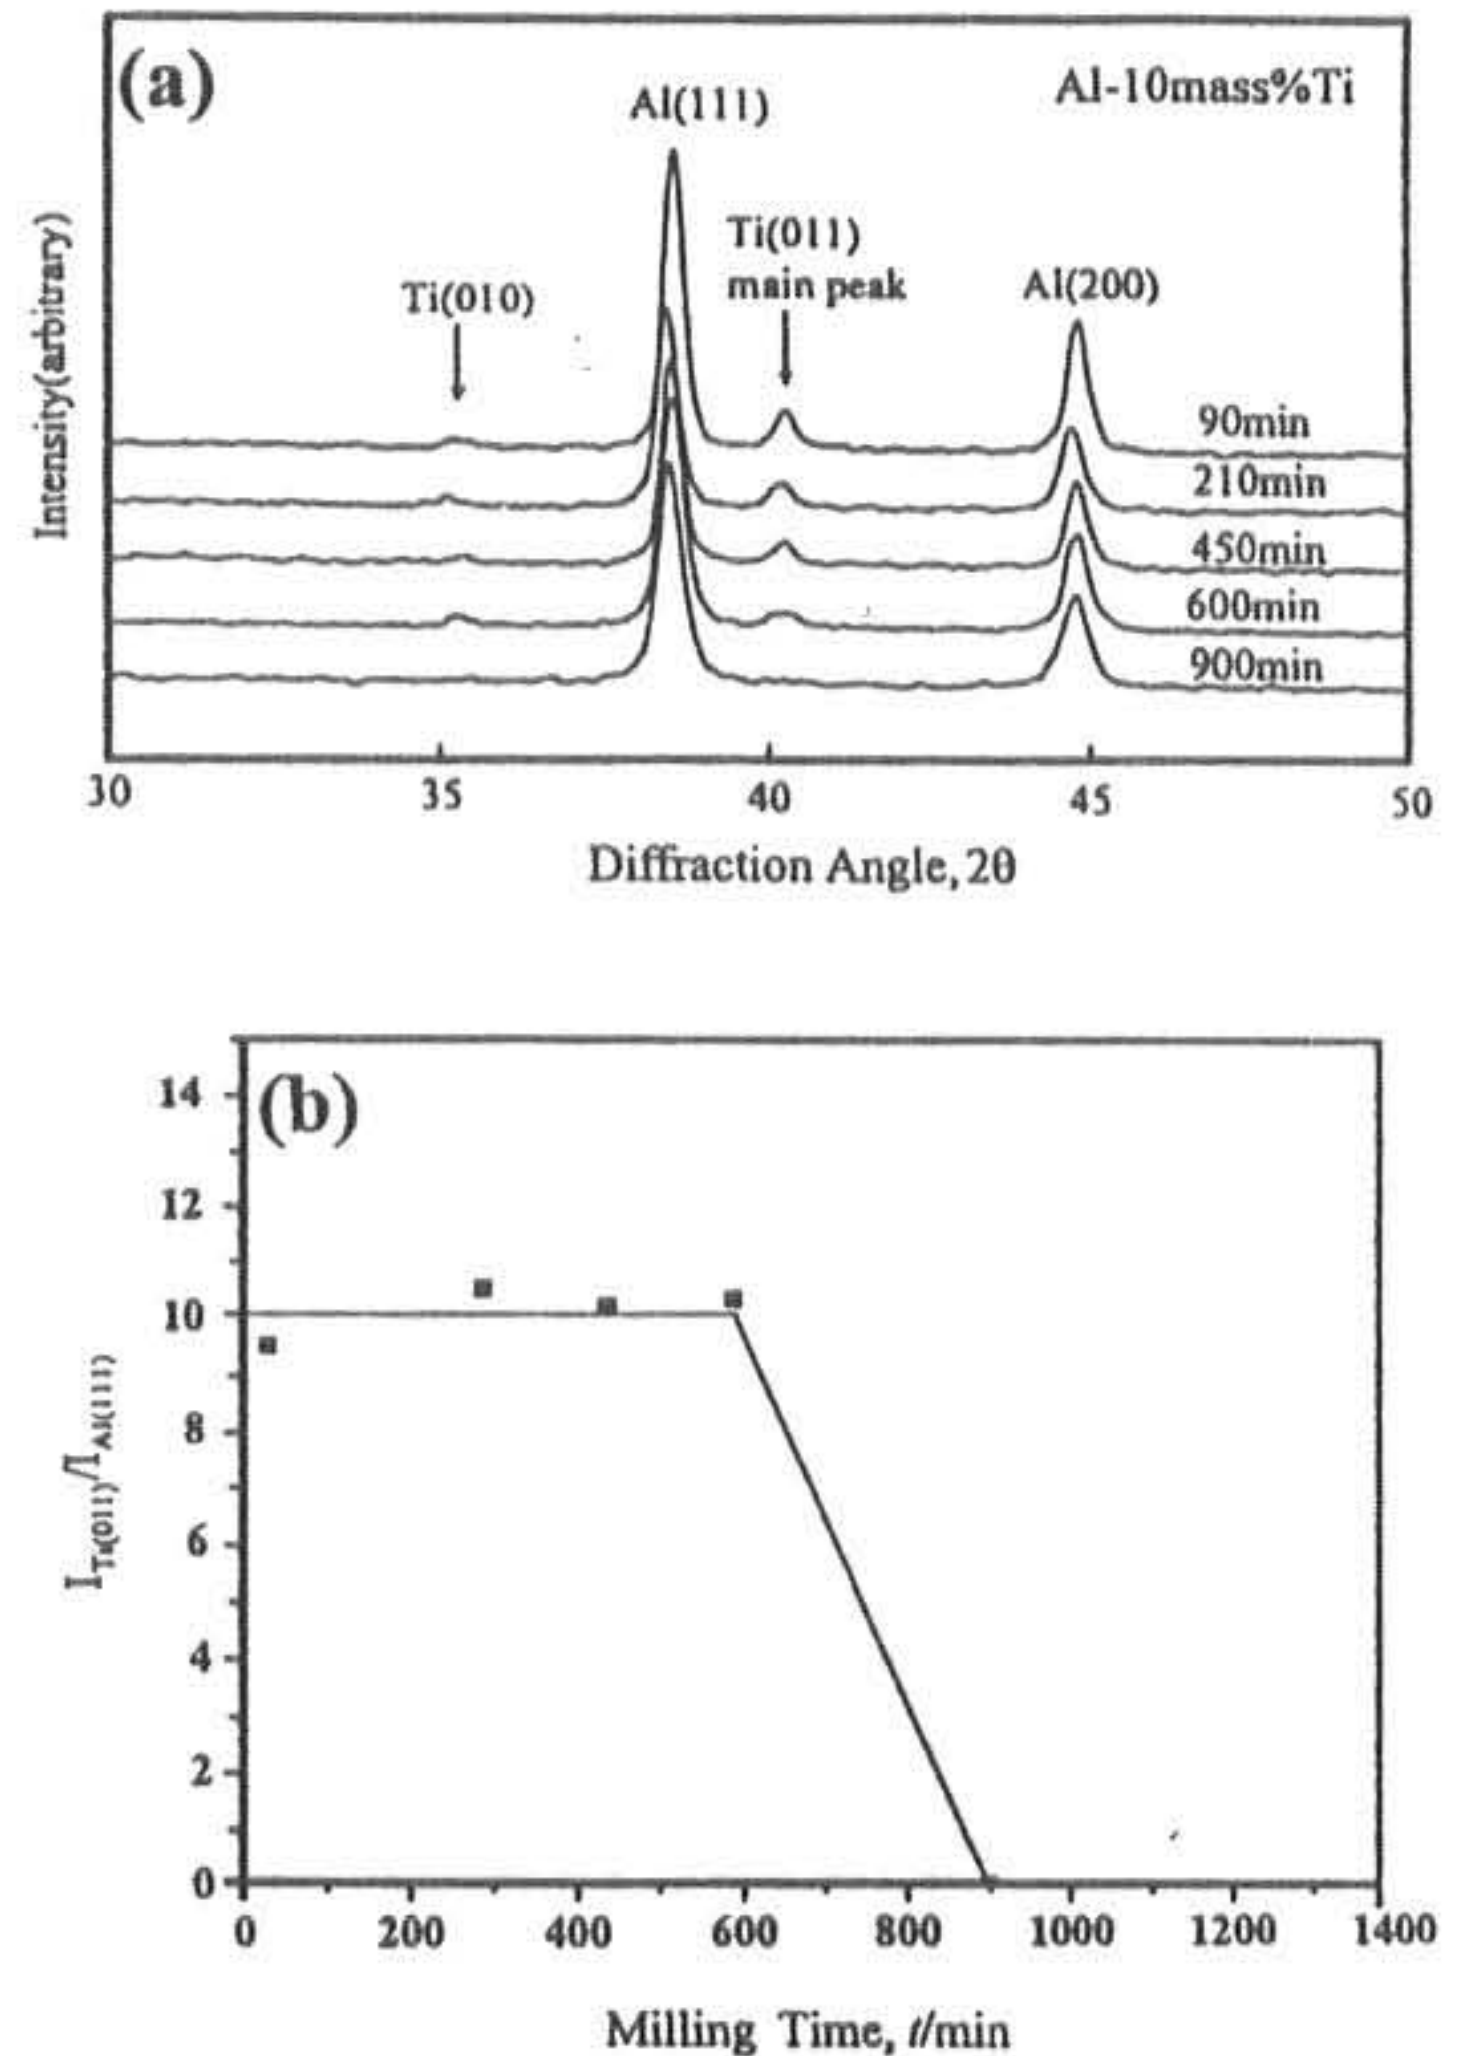 (a)
Al-10mass%Ti
Al(111)
Ti(011)
main peak
Ti(010)
Al(200)
Intensity(arbitrary)
90min
210min
450min
600min
900min
30 35 40 45 50
Diffraction Angle, 2θ
(b)
14
12
10
8
6
4
2
0
I Ti(011)/I Al(111)
0 200 400 600 800 1000 1200 1400
Milling Time, t/min